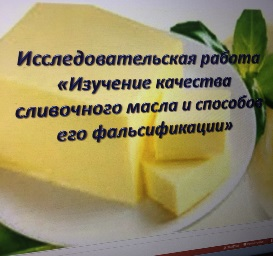 Исследовательская работа
«Изучение качества
сливочного масла и способов
его фальсификации»